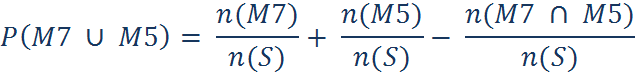 P(M7 ∪ M5) = n(M7)/n(S) + n(M5)/n(S) − n(M7 ∩ M5)/n(S)